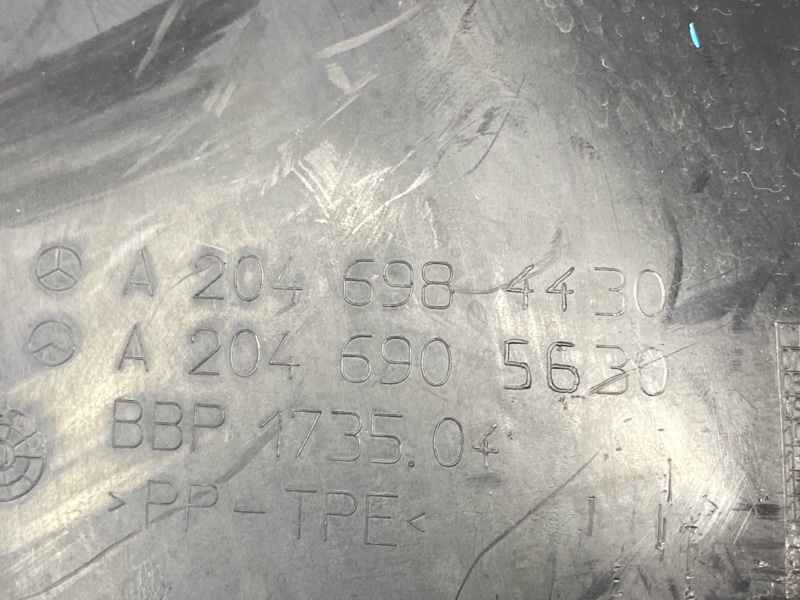 A 204 698 4430
A 204 690 5630
BBP 1735.04
>PP-TPE<